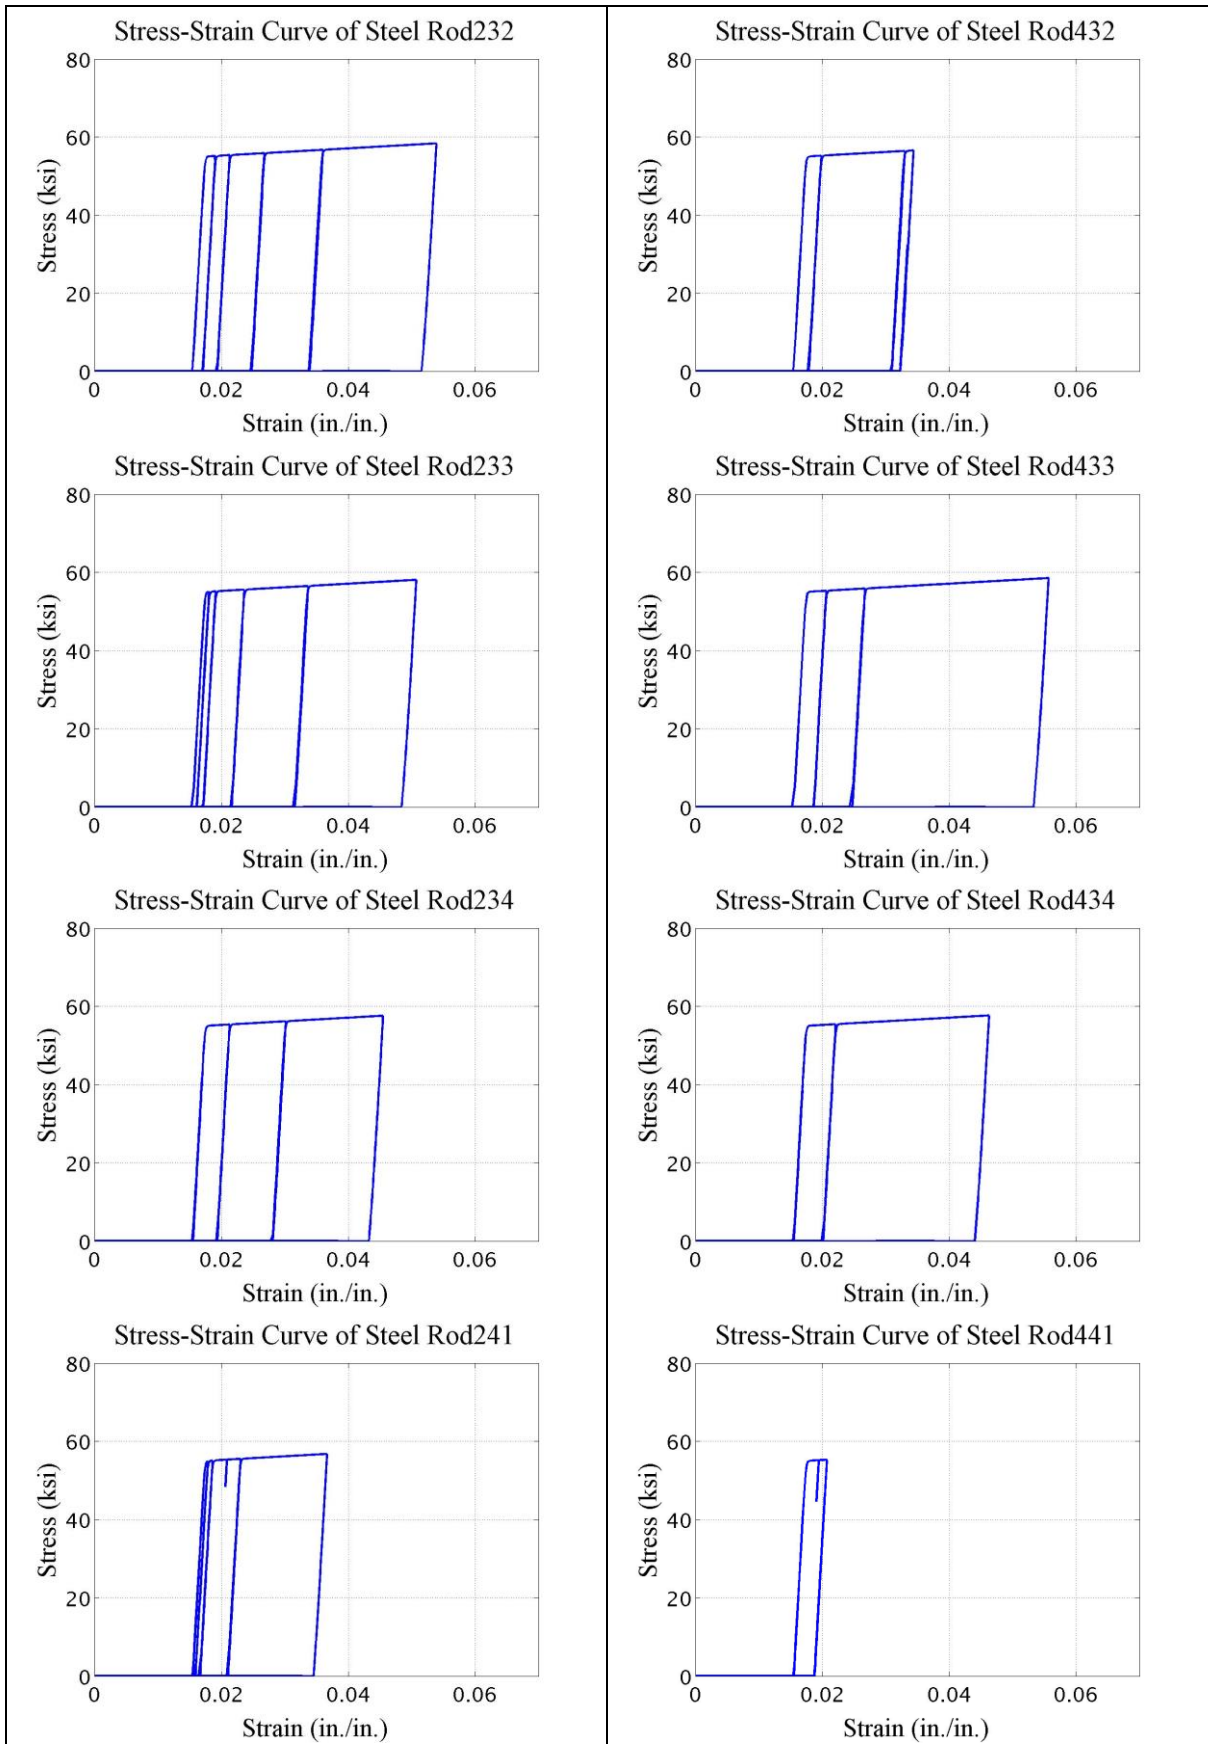 Stress-Strain Curve of Steel Rod232
80
60
40
20
0
Stress (ksi)
0 0.02 0.04 0.06
Strain (in./in.)
Stress-Strain Curve of Steel Rod432
80
60
40
20
0
Stress (ksi)
0 0.02 0.04 0.06
Strain (in./in.)
Stress-Strain Curve of Steel Rod233
80
60
40
20
0
Stress (ksi)
0 0.02 0.04 0.06
Strain (in./in.)
Stress-Strain Curve of Steel Rod433
80
60
40
20
0
Stress (ksi)
0 0.02 0.04 0.06
Strain (in./in.)
Stress-Strain Curve of Steel Rod234
80
60
40
20
0
Stress (ksi)
0 0.02 0.04 0.06
Strain (in./in.)
Stress-Strain Curve of Steel Rod434
80
60
40
20
0
Stress (ksi)
0 0.02 0.04 0.06
Strain (in./in.)
Stress-Strain Curve of Steel Rod241
80
60
40
20
0
Stress (ksi)
0 0.02 0.04 0.06
Strain (in./in.)
Stress-Strain Curve of Steel Rod441
80
60
40
20
0
Stress (ksi)
0 0.02 0.04 0.06
Strain (in./in.)